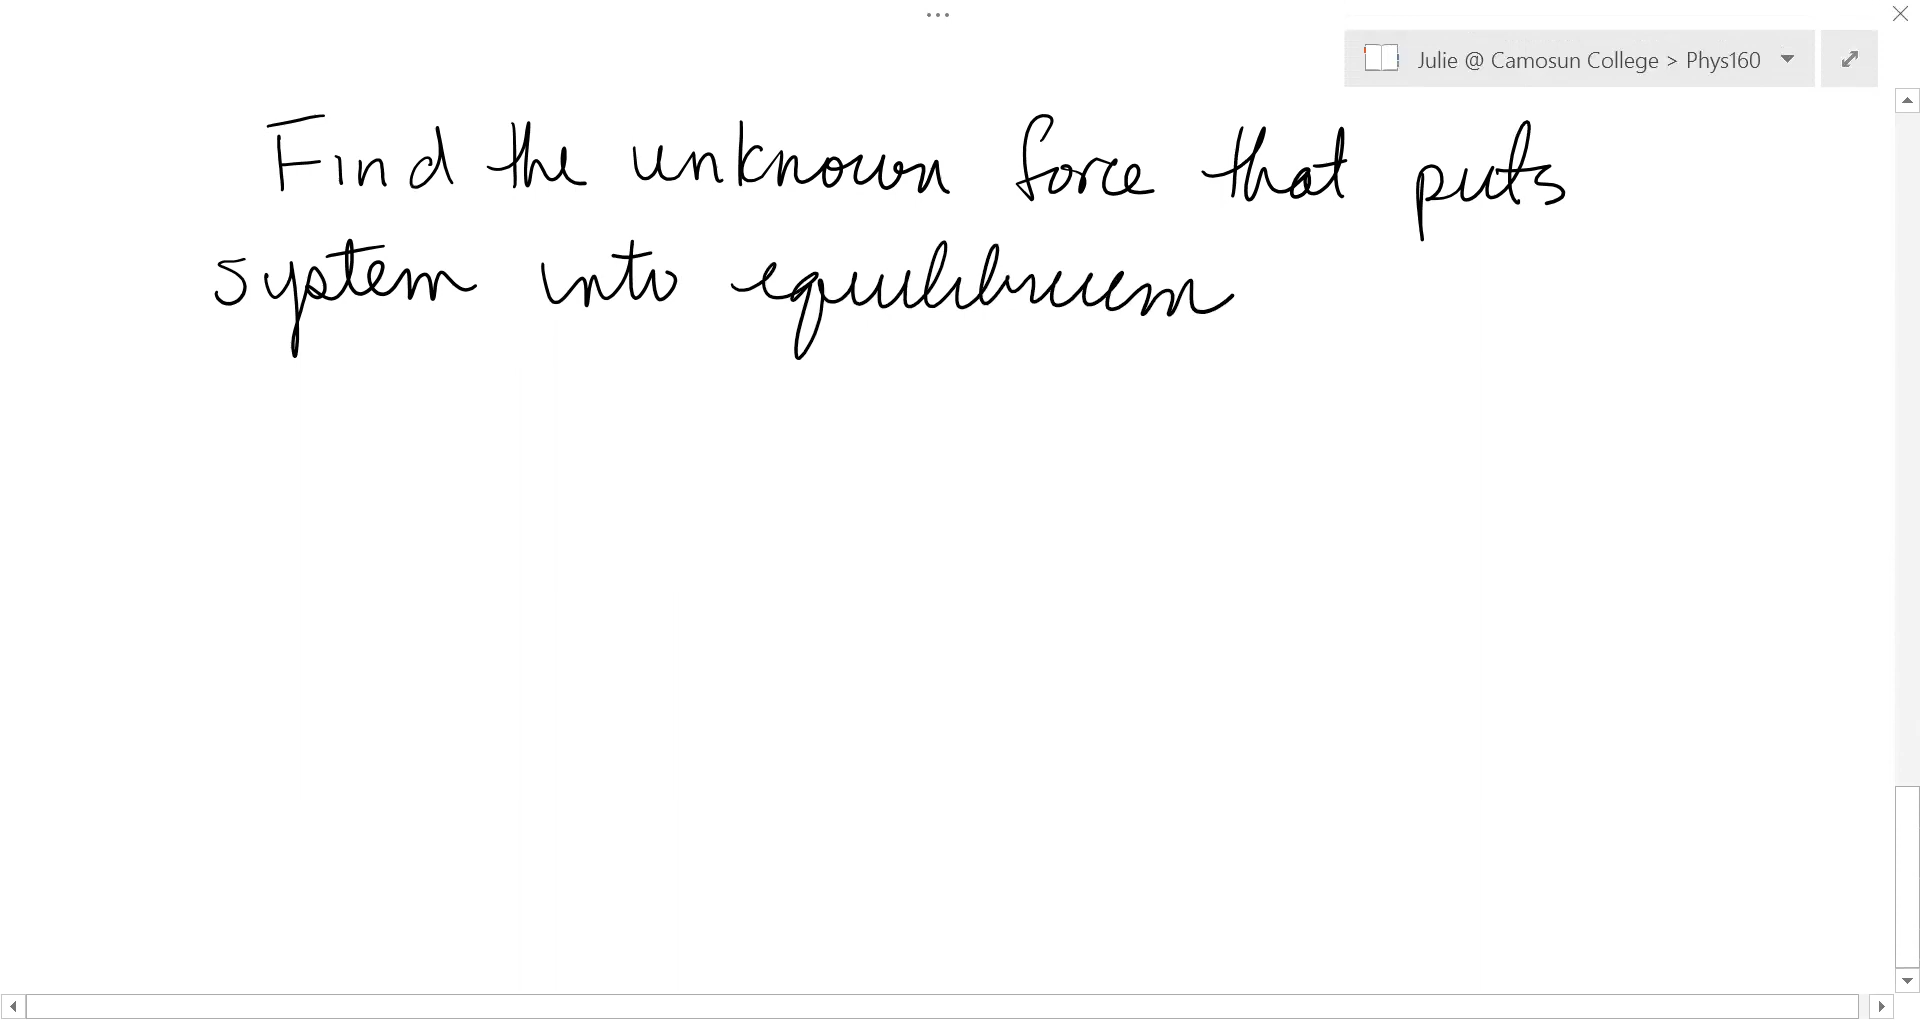 Julie @ Camosun College > Phys160
Find the unknown force that puts
system into equilibrium